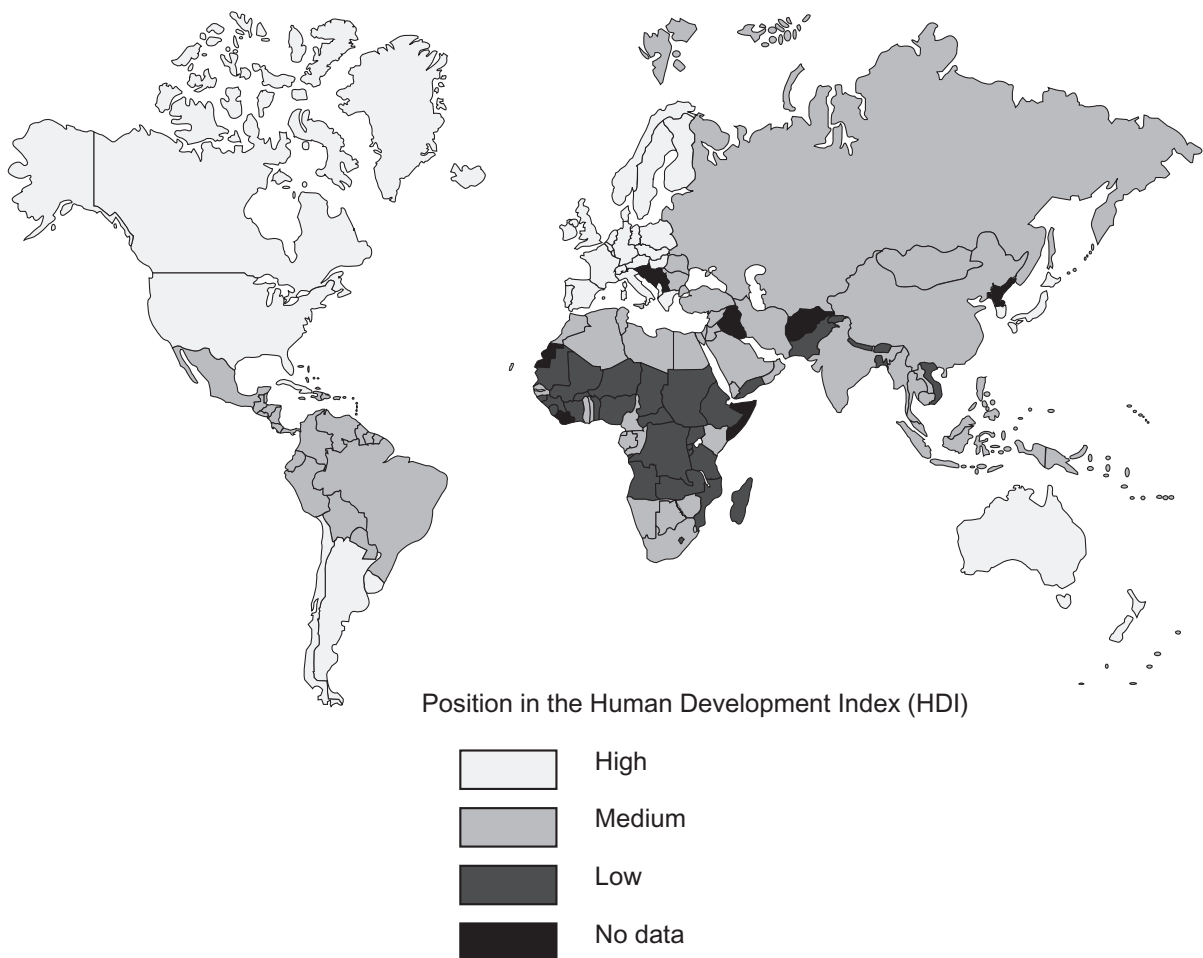 Position in the Human Development Index (HDI)
High
Medium
Low
No data